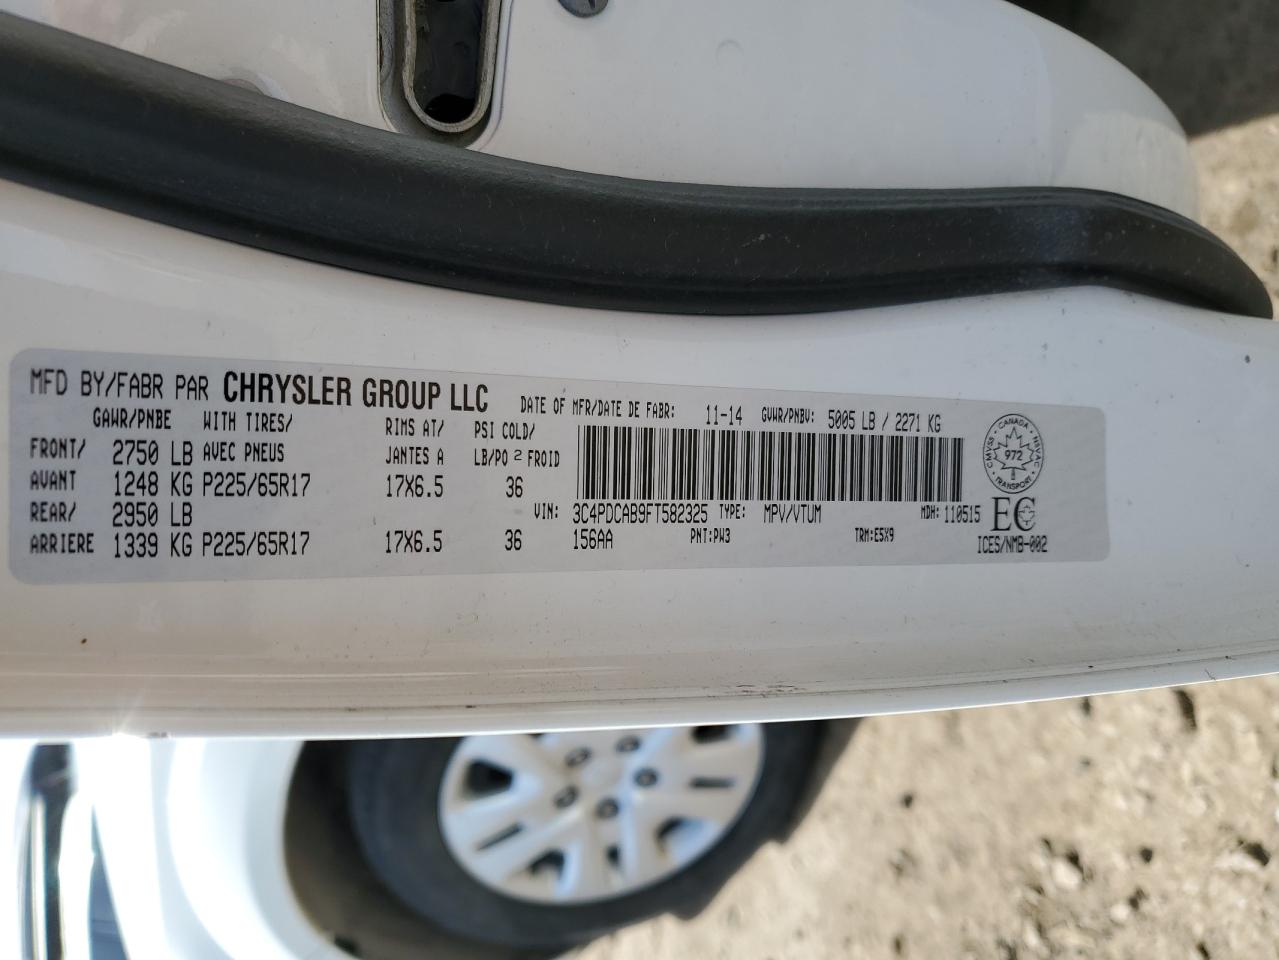 MFD BY/FABR PAR CHRYSLER GROUP LLC DATE OF MFR/DATE DE FABR: 11-14 GVWR/PNBV: 5005 LB / 2271 KG
GAWR/PNBE WITH TIRES/ RIMS AT/ PSI COLD/
FRONT/ 2750 LB AVEC PNEUS JANTES A LB/PO 2 FROID
AVANT 1248 KG P225/65R17 17X6.5 36
REAR/ 2950 LB VIN: 3C4PDCAB9FT582325 TYPE: MPV/VTUM MDH: 110515
ARRIERE 1339 KG P225/65R17 17X6.5 36 156AA PNT:PW3 TRM:E5X9 ICES/NMB-002
CMVSS - CANADA - NSVAC
972
TRANSPORT
EC